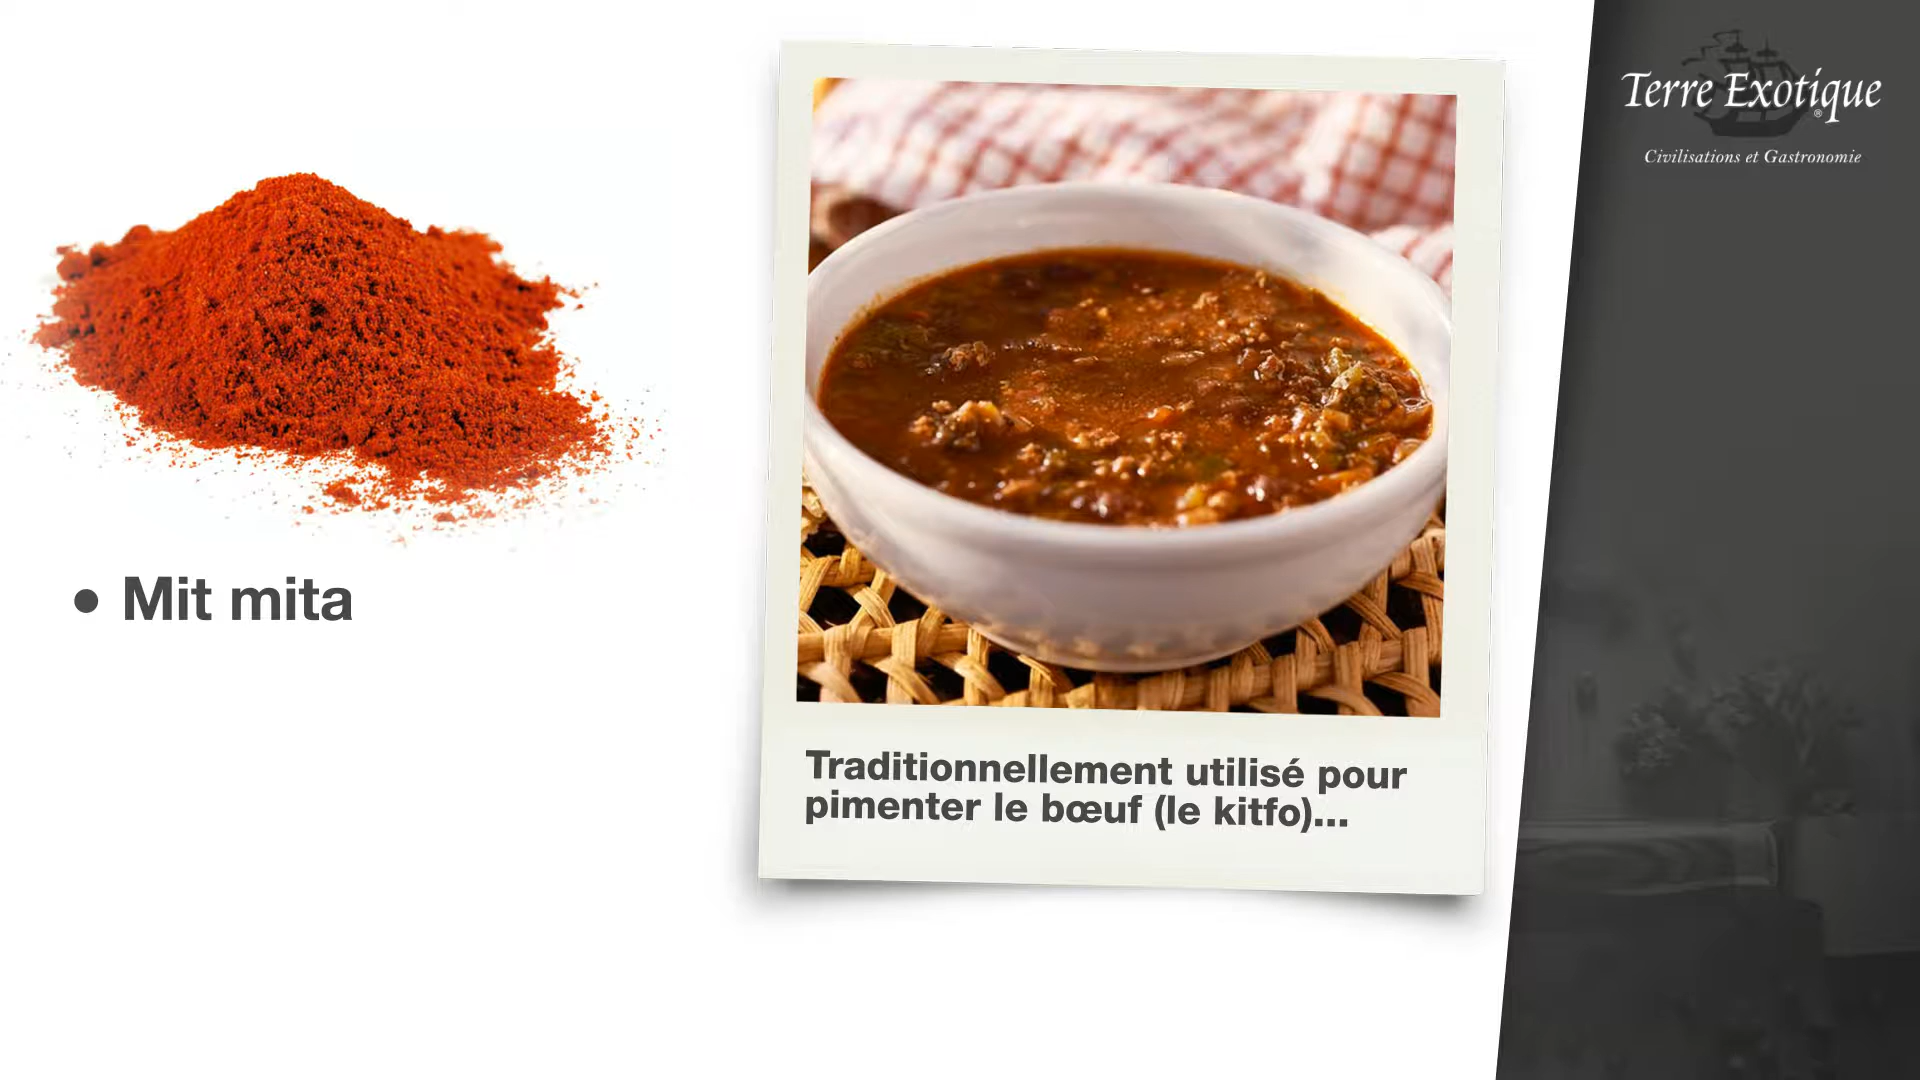 • Mit mita
Traditionnellement utilisé pour
pimenter le bœuf (le kitfo)...
Terre Exotique®
Civilisations et Gastronomie